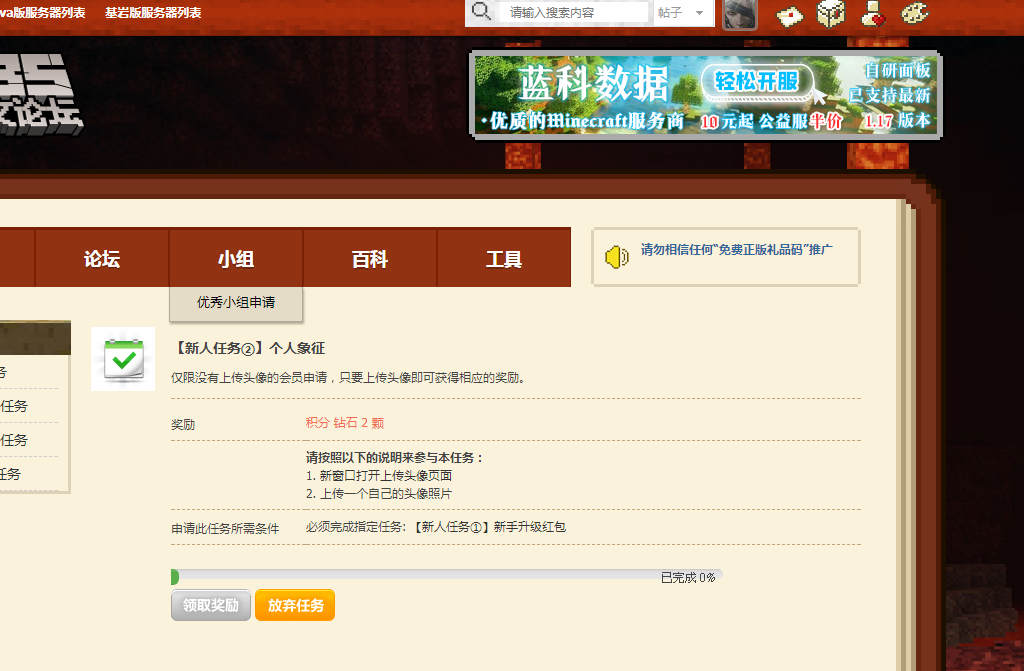 va版服务器列表 基岩版服务器列表
请输入搜索内容 帖子
文论坛
蓝科数据 轻松开服 自研面板
已支持最新
·优质的Minecraft服务商 10元起 公益服半价 1.17版本
论坛 小组 百科 工具
请勿相信任何“免费正版礼品码”推广
优秀小组申请
【新人任务②】个人象征
仅限没有上传头像的会员申请，只要上传头像即可获得相应的奖励。
务
任务
任务
任务
奖励 积分 钻石 2 颗
请按照以下的说明来参与本任务：
1. 新窗口打开上传头像页面
2. 上传一个自己的头像照片
申请此任务所需条件 必须完成指定任务: 【新人任务①】新手升级红包
已完成 0%
领取奖励 放弃任务